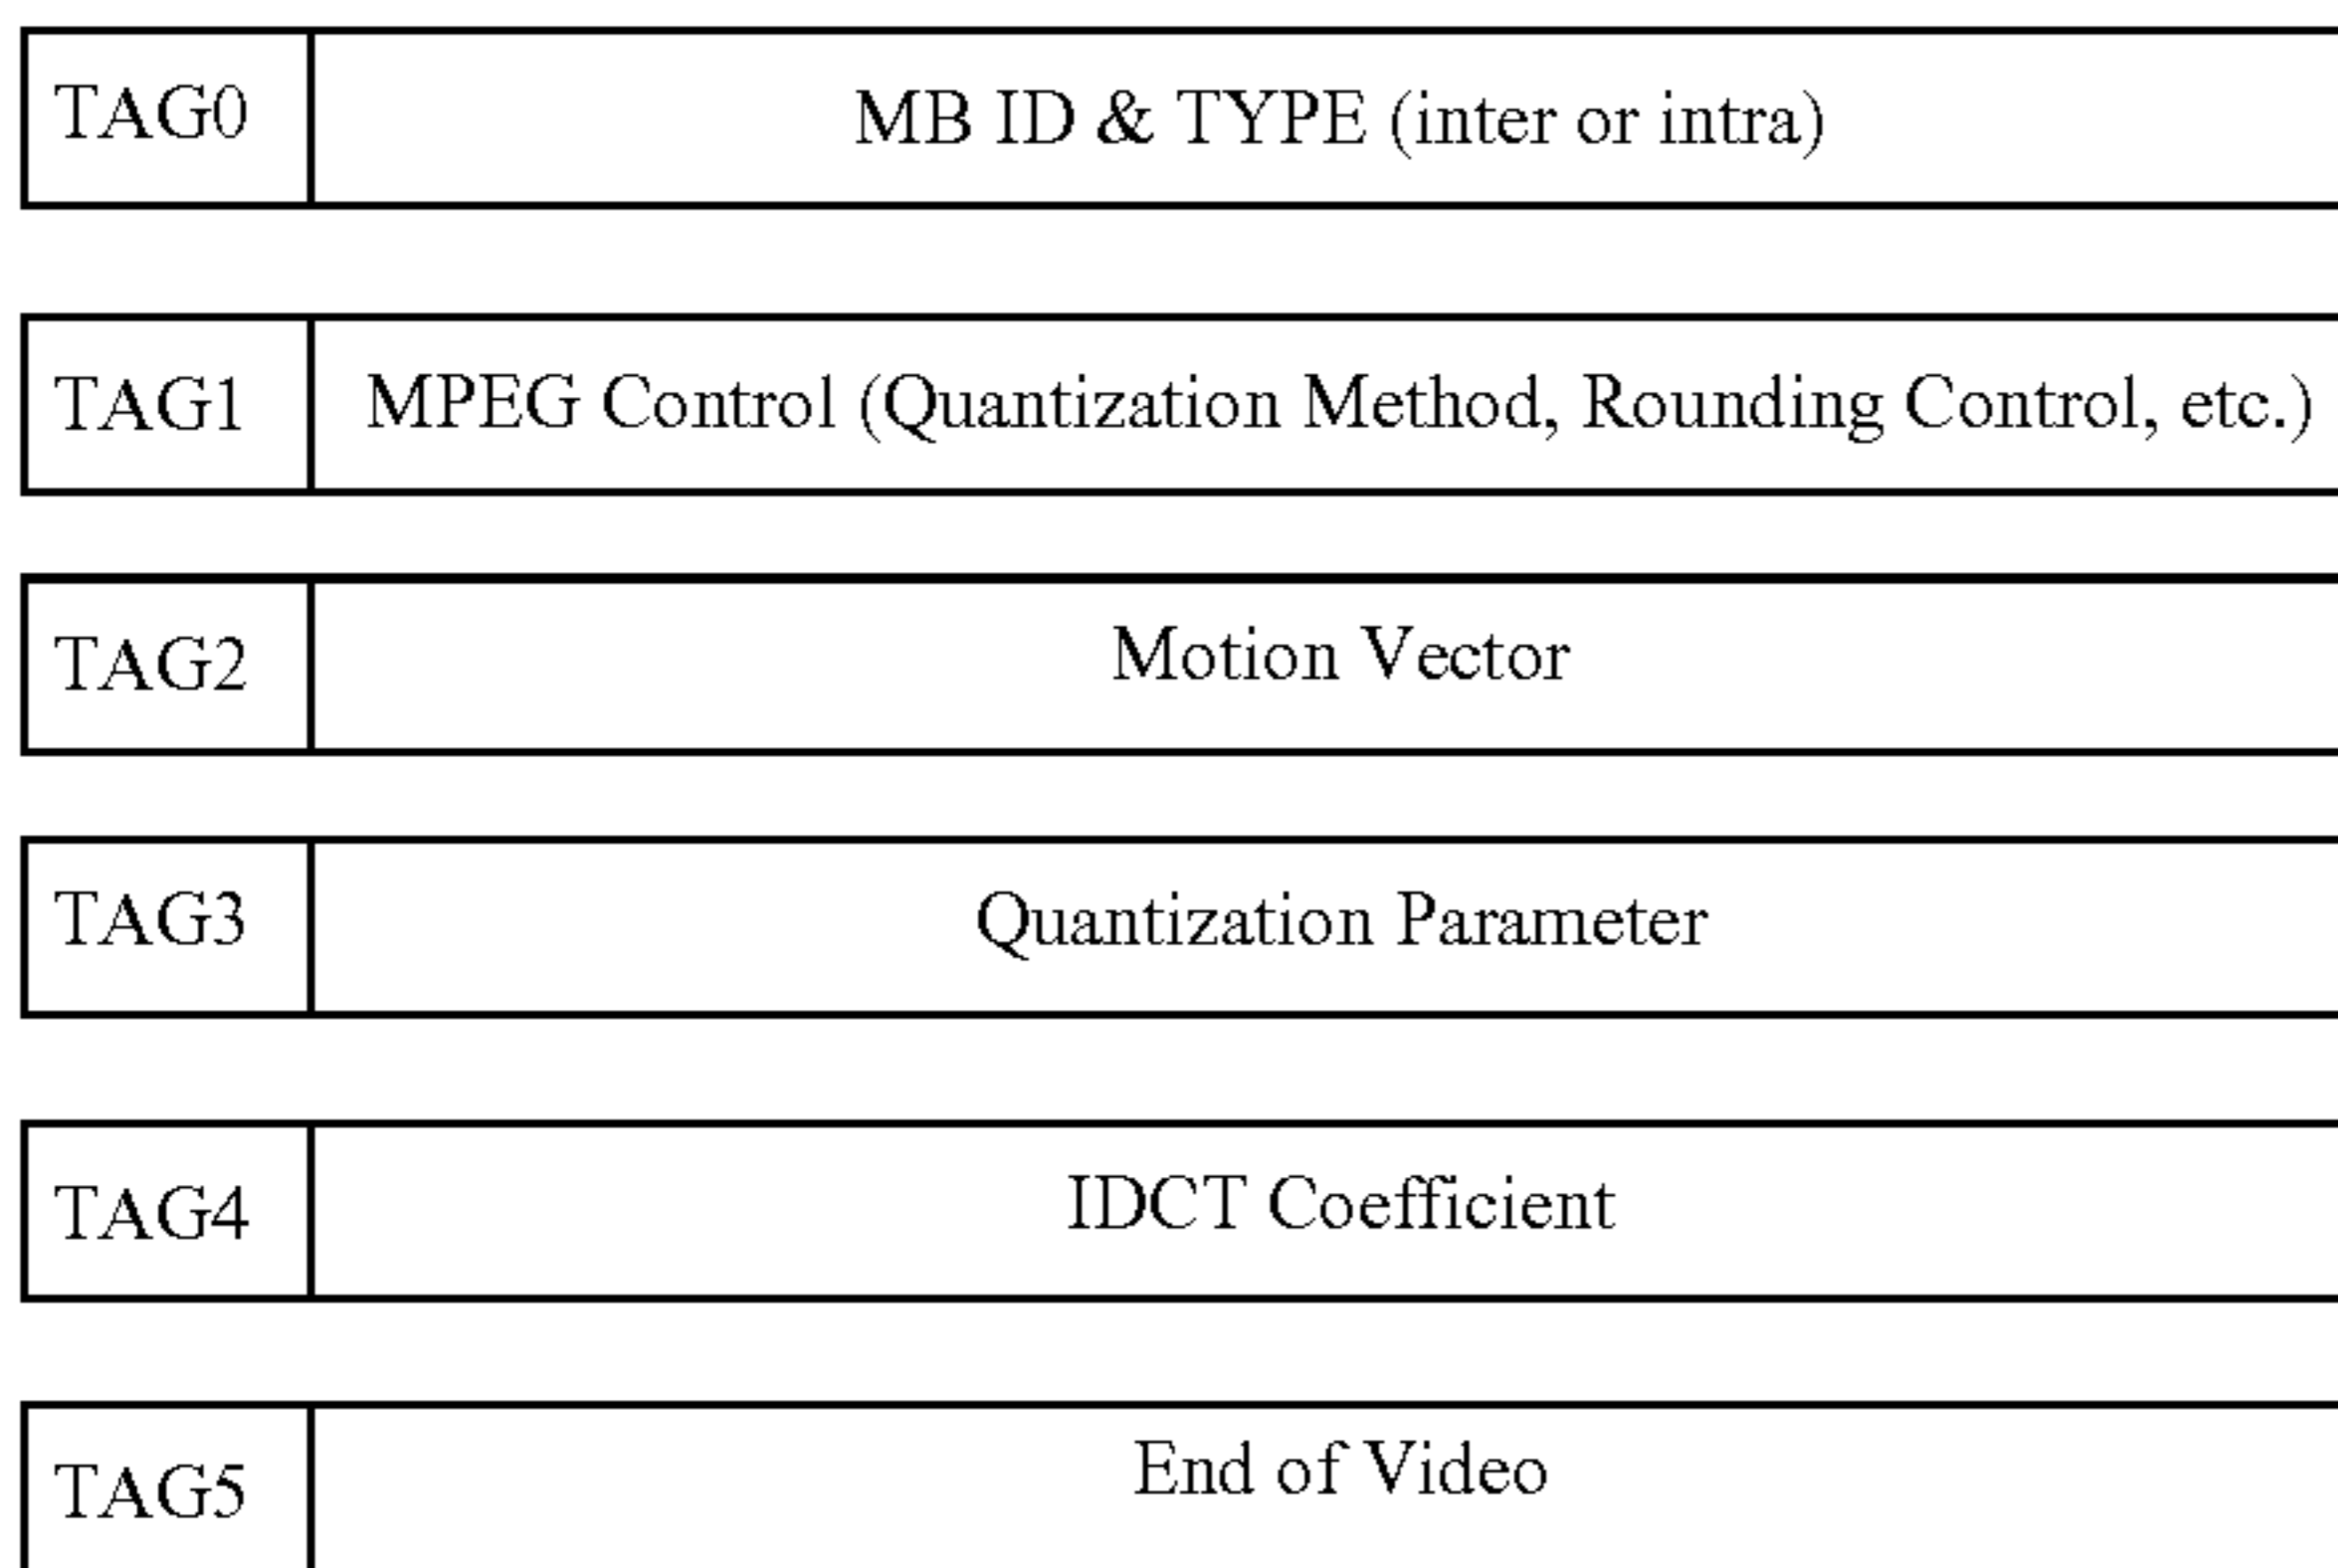 TAG0 MB ID & TYPE (inter or intra)
TAG1 MPEG Control (Quantization Method, Rounding Control, etc.)
TAG2 Motion Vector
TAG3 Quantization Parameter
TAG4 IDCT Coefficient
TAG5 End of Video